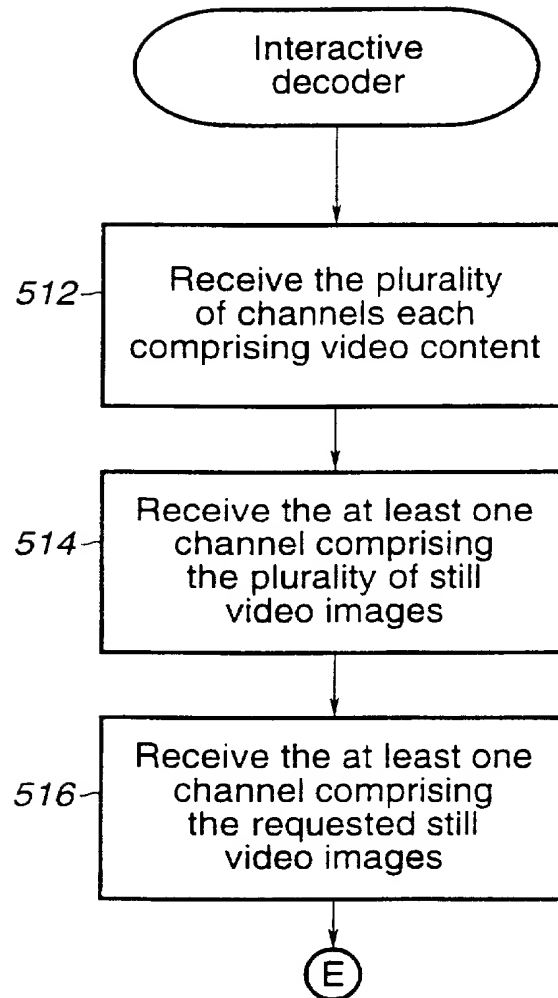 Interactive
decoder
512
Receive the plurality
of channels each
comprising video content
514
Receive the at least one
channel comprising
the plurality of still
video images
516
Receive the at least one
channel comprising
the requested still
video images
E